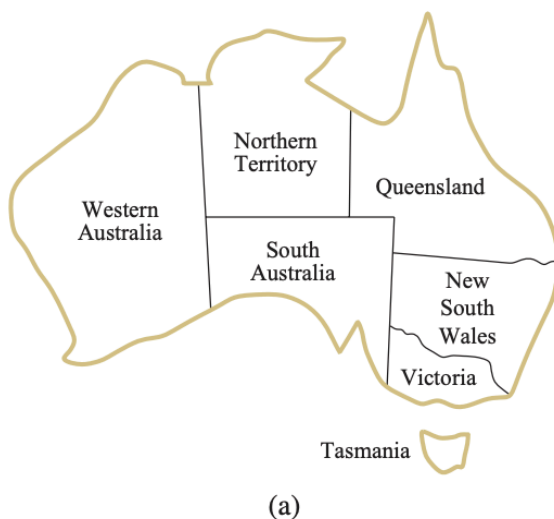 Northern
Territory
Queensland
Western
Australia
South
Australia
New
South
Wales
Victoria
Tasmania
(a)